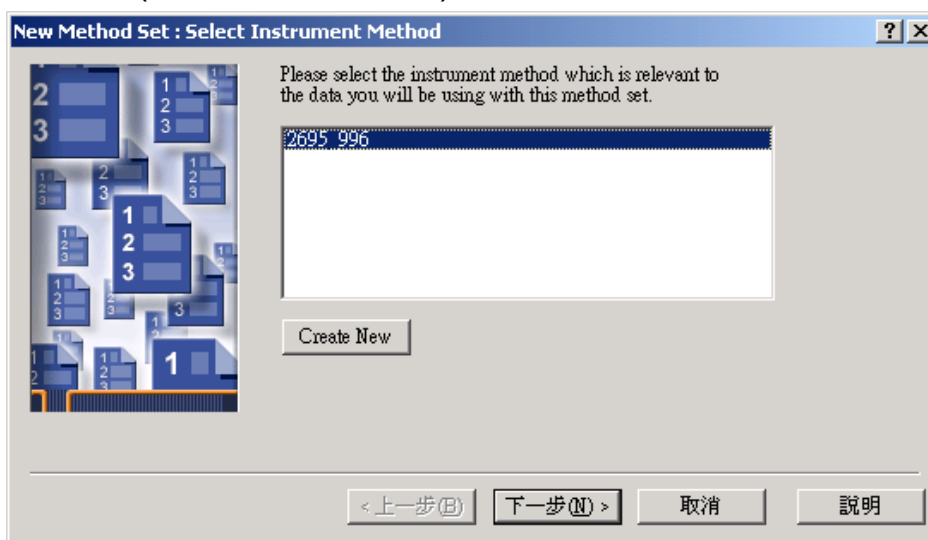 New Method Set : Select Instrument Method
Please select the instrument method which is relevant to
the data you will be using with this method set.
2695 996
Create New
<上一步(B)
下一步(N) >
取消
說明